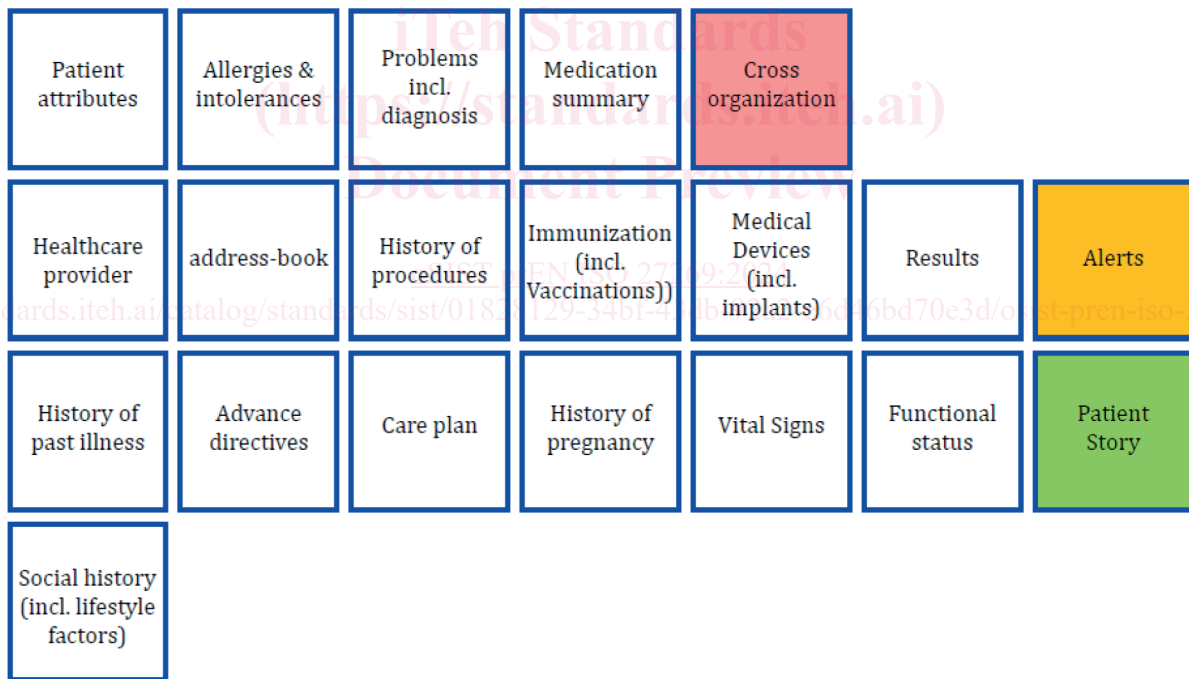 iTeh Standards
(https://standards.iteh.ai)
Document Preview
Patient
attributes
Allergies &
intolerances
Problems
incl.
diagnosis
Medication
summary
Cross
organization
Healthcare
provider
address-book
History of
procedures
Immunization
(incl.
Vaccinations))
Medical
Devices
(incl.
implants)
Results
Alerts
History of
past illness
Advance
directives
Care plan
History of
pregnancy
Vital Signs
Functional
status
Patient
Story
Social history
(incl. lifestyle
factors)